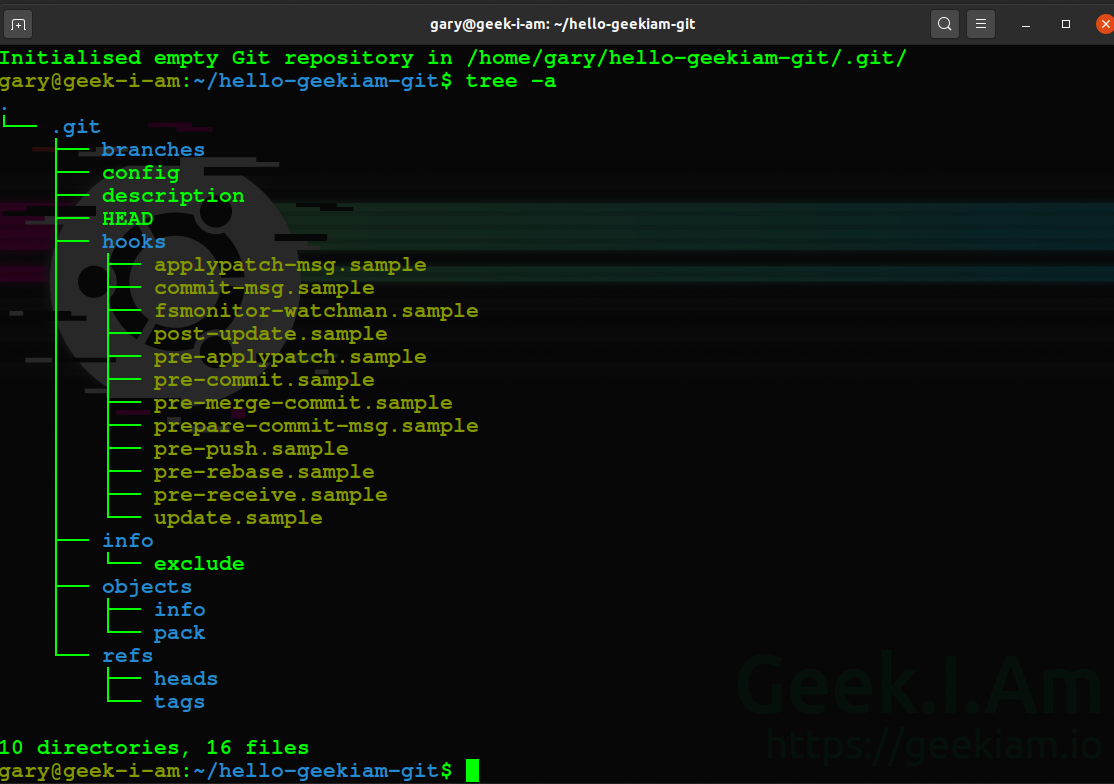 gary@geek-i-am: ~/hello-geekiam-git
Initialised empty Git repository in /home/gary/hello-geekiam-git/.git/
gary@geek-i-am:~/hello-geekiam-git$ tree -a
.
└── .git
    ├── branches
    ├── config
    ├── description
    ├── HEAD
    ├── hooks
    │   ├── applypatch-msg.sample
    │   ├── commit-msg.sample
    │   ├── fsmonitor-watchman.sample
    │   ├── post-update.sample
    │   ├── pre-applypatch.sample
    │   ├── pre-commit.sample
    │   ├── pre-merge-commit.sample
    │   ├── prepare-commit-msg.sample
    │   ├── pre-push.sample
    │   ├── pre-rebase.sample
    │   ├── pre-receive.sample
    │   └── update.sample
    ├── info
    │   └── exclude
    ├── objects
    │   ├── info
    │   └── pack
    └── refs
        ├── heads
        └── tags
10 directories, 16 files
gary@geek-i-am:~/hello-geekiam-git$
Geek.I.Am
https://geekiam.io